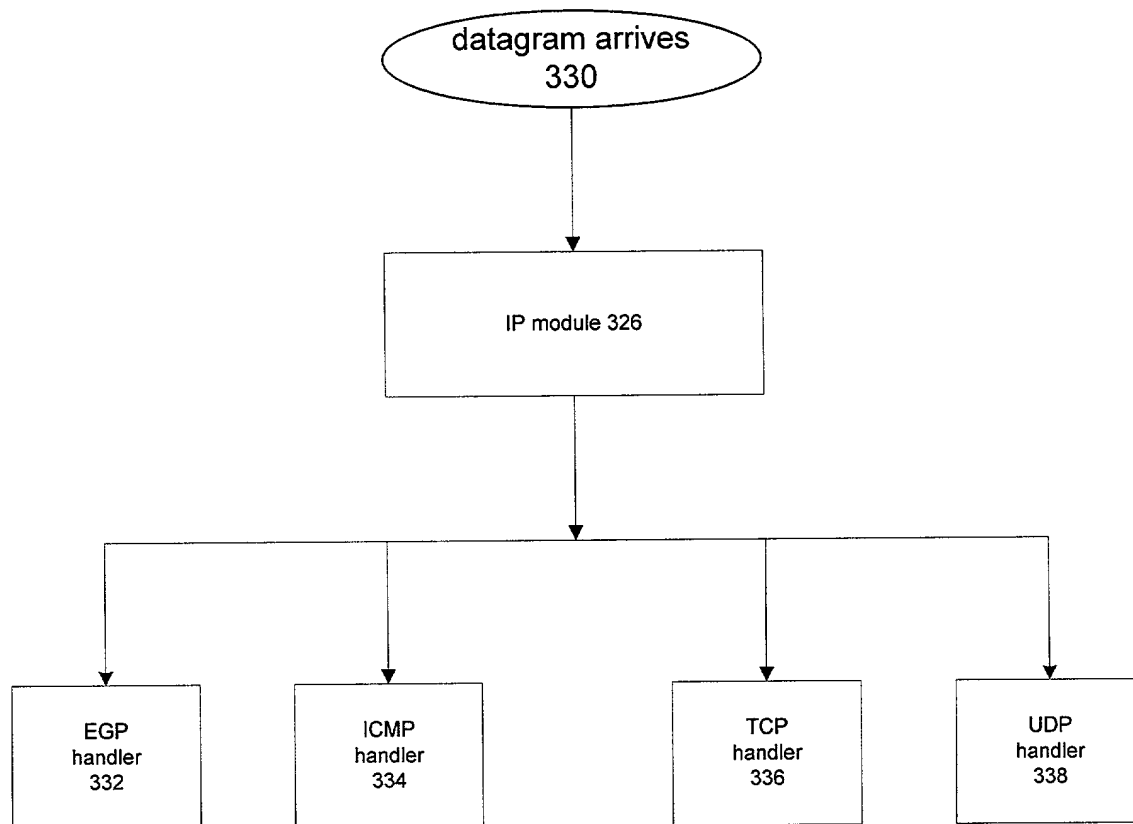 datagram arrives
330
IP module 326
EGP
handler
332
ICMP
handler
334
TCP
handler
336
UDP
handler
338